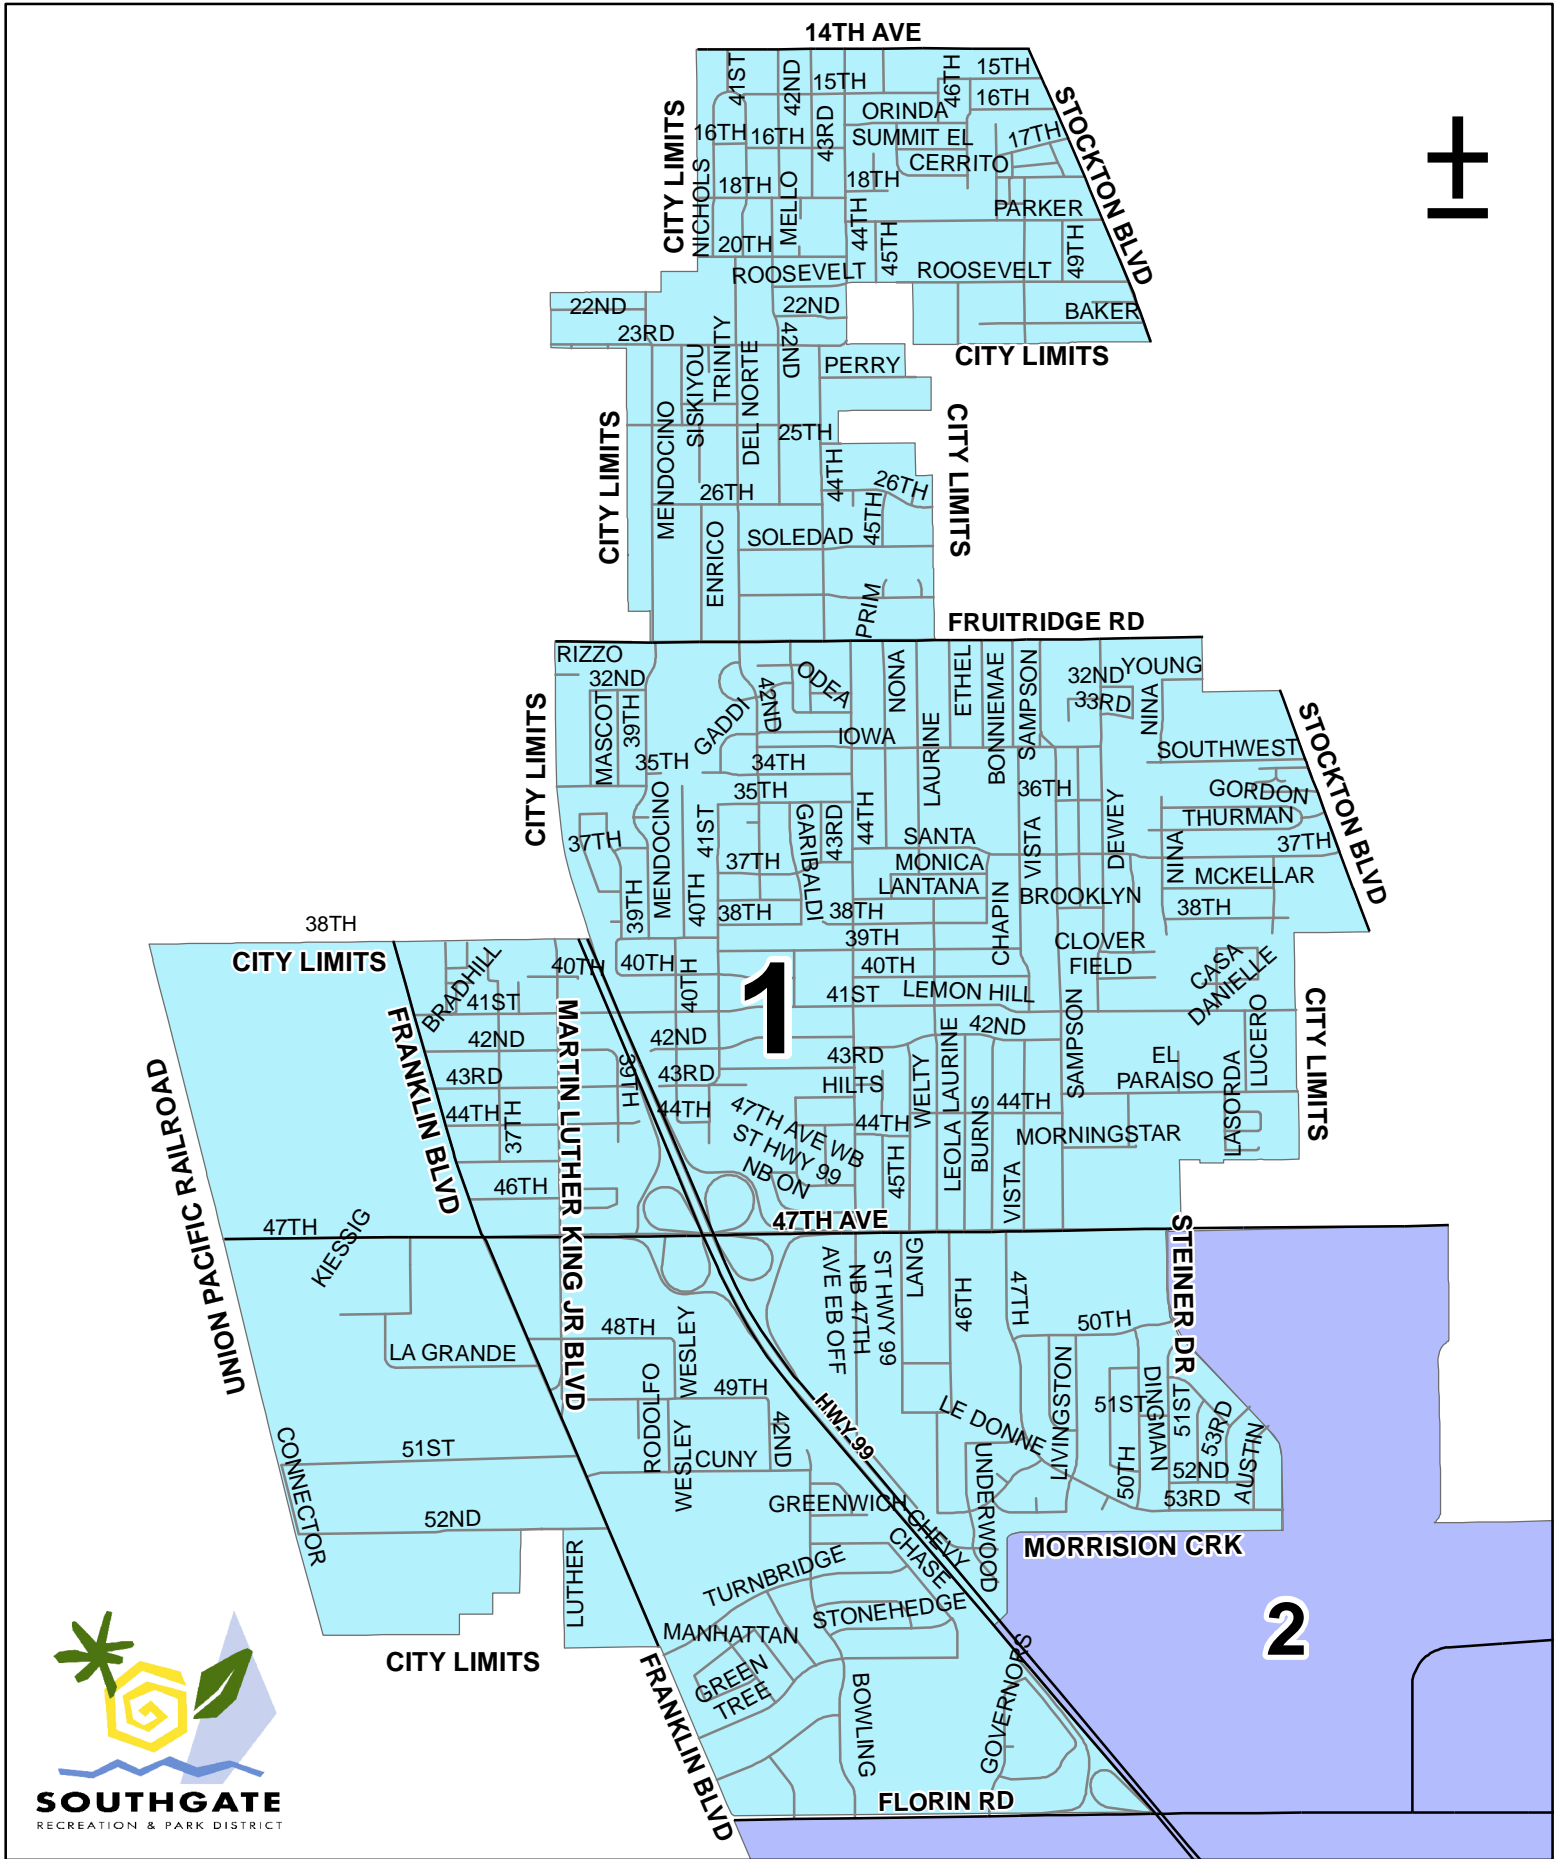 14TH AVE
41ST
42ND
15TH
46TH
15TH
16TH
ORINDA
43RD
16TH
16TH
SUMMIT EL
17TH
CERRITO
STOCKTON BLVD
CITY LIMITS
NICHOLS
18TH
MELLO
18TH
44TH
45TH
PARKER
49TH
20TH
ROOSEVELT
ROOSEVELT
22ND
22ND
BAKER
23RD
TRINITY
42ND
CITY LIMITS
SISKIYOU
DEL NORTE
PERRY
CITY LIMITS
MENDOCINO
25TH
CITY LIMITS
44TH
26TH
26TH
45TH
SOLEDAD
ENRICO
PRIM
FRUITRIDGE RD
RIZZO
32ND
MASCOT
39TH
GADDI
42ND
ODEA
NONA
ETHEL
BONNIEMAE
SAMPSON
32ND
YOUNG
33RD
NINA
CITY LIMITS
35TH
34TH
IOWA
LAURINE
SOUTHWEST
STOCKTON BLVD
35TH
36TH
GORDON
THURMAN
MENDOCINO
41ST
GARIBALDI
43RD
44TH
SANTA
MONICA
VISTA
DEWEY
NINA
37TH
37TH
37TH
LANTANA
BROOKLYN
MCKELLAR
39TH
40TH
38TH
38TH
CHAPIN
38TH
38TH
39TH
CLOVER
FIELD
CASA
DANIELLE
CITY LIMITS
BRADHILL
40TH
40TH
40TH
1
40TH
41ST
41ST
LEMON HILL
SAMPSON
LUCERO
CITY LIMITS
FRANKLIN BLVD
MARTIN LUTHER KING JR BLVD
42ND
42ND
42ND
43RD
43RD
43RD
39TH
HILTS
WELTY
LEOLA
LAURINE
BURNS
EL
PARAISO
LASORDA
UNION PACIFIC RAILROAD
44TH
37TH
44TH
47TH AVE WB
ST HWY 99
NB ON
44TH
44TH
MORNINGSTAR
45TH
VISTA
46TH
47TH
KIESSIG
47TH AVE
STEINER DR
AVE EB OFF
NB 47TH
ST HWY 99
LANG
46TH
47TH
50TH
48TH
WESLEY
LA GRANDE
RODOLFO
49TH
42ND
HWY 99
LE DONNE
LIVINGSTON
51ST
DINGMAN
51ST
53RD
AUSTIN
CONNECTOR
51ST
WESLEY
CUNY
UNDERWOOD
50TH
52ND
53RD
52ND
GREENWICH
CHEVY
CHASE
MORRISION CRK
LUTHER
TURNBRIDGE
STONEHEDGE
2
MANHATTAN
GREEN
TREE
CITY LIMITS
FRANKLIN BLVD
BOWLING
GOVERNORS
FLORIN RD
SOUTHGATE
RECREATION & PARK DISTRICT